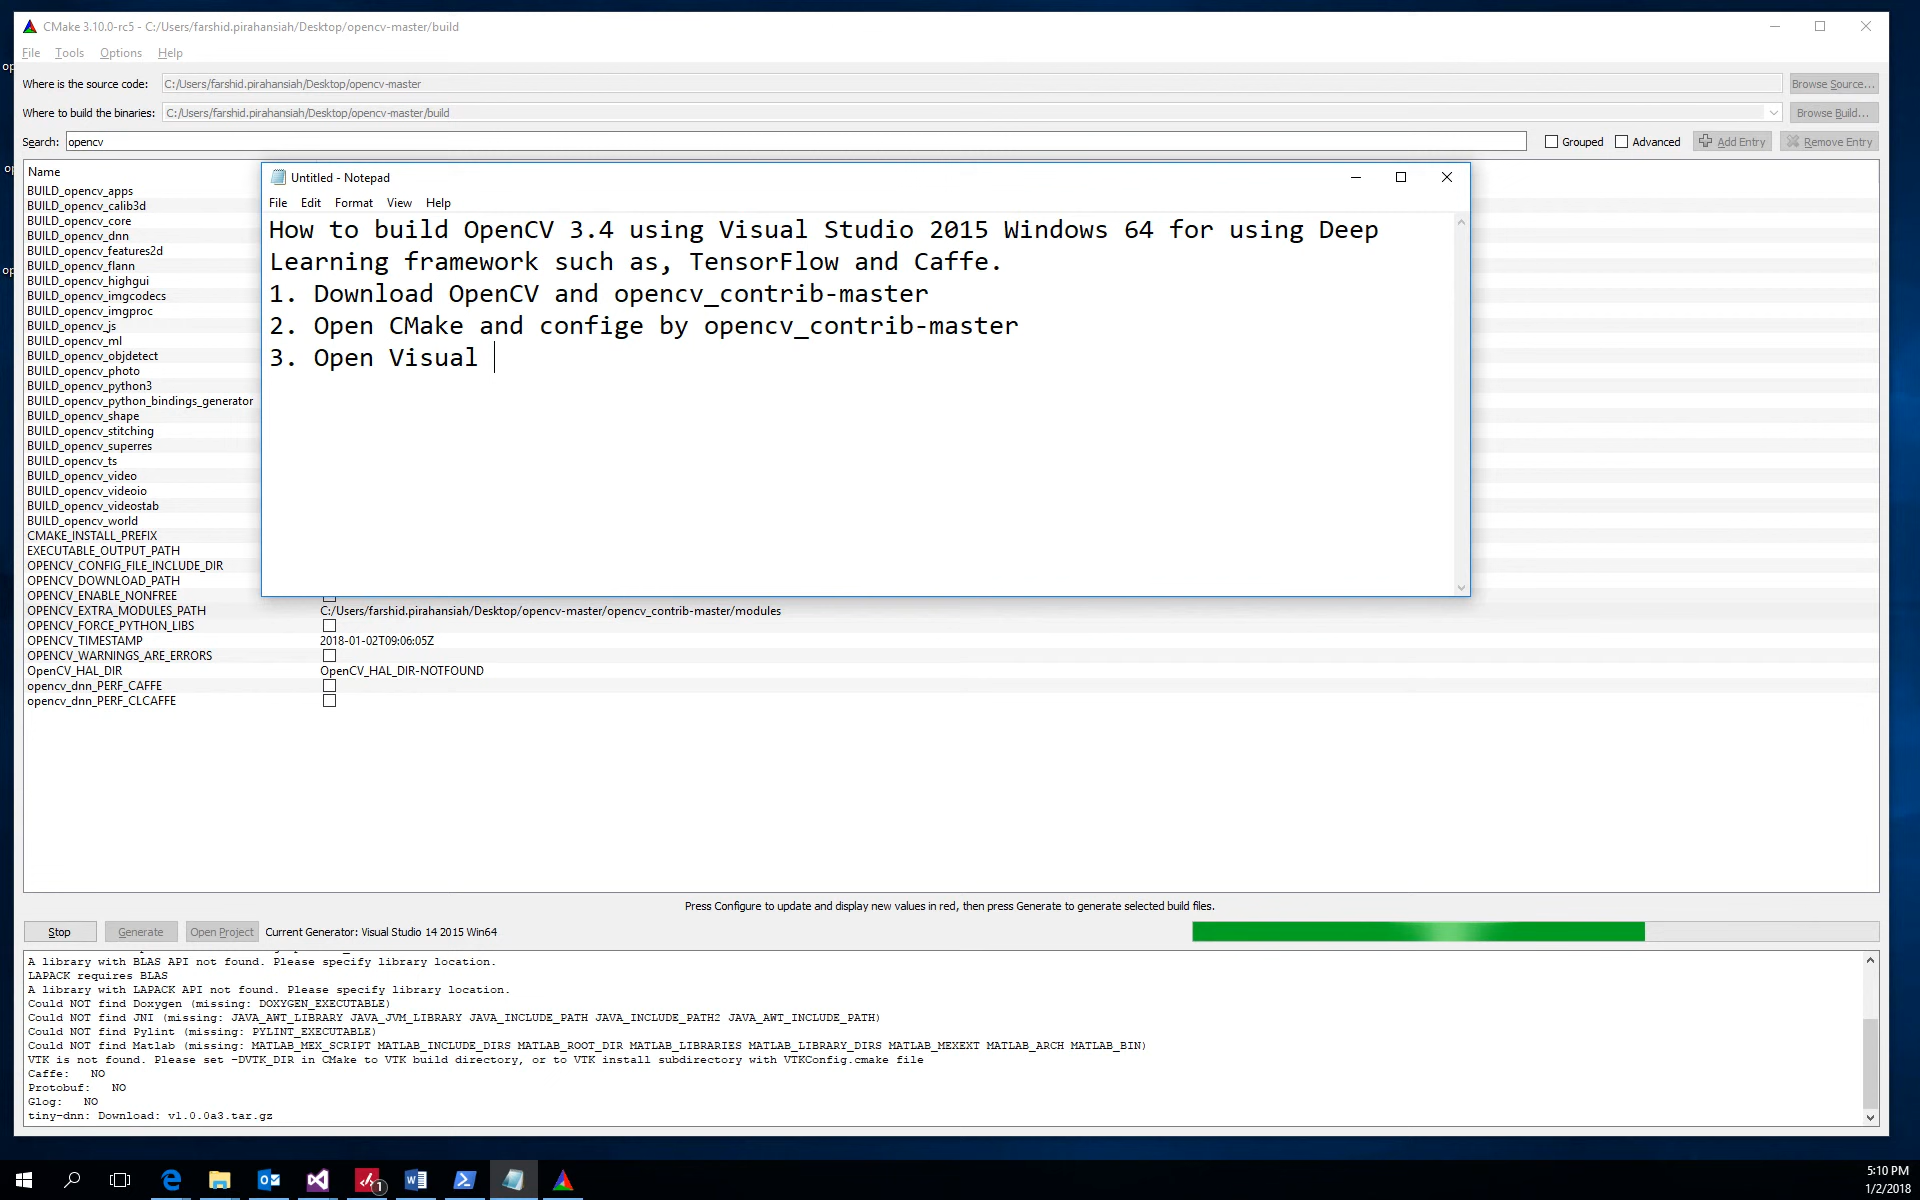 CMake 3.10.0-rc5 - C:/Users/farshid.pirahansiah/Desktop/opencv-master/build
File Tools Options Help
Where is the source code: C:/Users/farshid.pirahansiah/Desktop/opencv-master Browse Source...
Where to build the binaries: C:/Users/farshid.pirahansiah/Desktop/opencv-master/build Browse Build...
Search: opencv Grouped Advanced Add Entry Remove Entry
Name
Untitled - Notepad
File Edit Format View Help
How to build OpenCV 3.4 using Visual Studio 2015 Windows 64 for using Deep
Learning framework such as, TensorFlow and Caffe.
1. Download OpenCV and opencv_contrib-master
2. Open CMake and confige by opencv_contrib-master
3. Open Visual
BUILD_opencv_apps
BUILD_opencv_calib3d
BUILD_opencv_core
BUILD_opencv_dnn
BUILD_opencv_features2d
BUILD_opencv_flann
BUILD_opencv_highgui
BUILD_opencv_imgcodecs
BUILD_opencv_imgproc
BUILD_opencv_js
BUILD_opencv_ml
BUILD_opencv_objdetect
BUILD_opencv_photo
BUILD_opencv_python3
BUILD_opencv_python_bindings_generator
BUILD_opencv_shape
BUILD_opencv_stitching
BUILD_opencv_superres
BUILD_opencv_ts
BUILD_opencv_video
BUILD_opencv_videoio
BUILD_opencv_videostab
BUILD_opencv_world
CMAKE_INSTALL_PREFIX
EXECUTABLE_OUTPUT_PATH
OPENCV_CONFIG_FILE_INCLUDE_DIR
OPENCV_DOWNLOAD_PATH
OPENCV_ENABLE_NONFREE
OPENCV_EXTRA_MODULES_PATH C:/Users/farshid.pirahansiah/Desktop/opencv-master/opencv_contrib-master/modules
OPENCV_FORCE_PYTHON_LIBS
OPENCV_TIMESTAMP 2018-01-02T09:06:05Z
OPENCV_WARNINGS_ARE_ERRORS
OpenCV_HAL_DIR OpenCV_HAL_DIR-NOTFOUND
opencv_dnn_PERF_CAFFE
opencv_dnn_PERF_CLCAFFE
Press Configure to update and display new values in red, then press Generate to generate selected build files.
Stop Generate Open Project Current Generator: Visual Studio 14 2015 Win64
A library with BLAS API not found. Please specify library location.
LAPACK requires BLAS
A library with LAPACK API not found. Please specify library location.
Could NOT find Doxygen (missing: DOXYGEN_EXECUTABLE)
Could NOT find JNI (missing: JAVA_AWT_LIBRARY JAVA_JVM_LIBRARY JAVA_INCLUDE_PATH JAVA_INCLUDE_PATH2 JAVA_AWT_INCLUDE_PATH)
Could NOT find Pylint (missing: PYLINT_EXECUTABLE)
Could NOT find Matlab (missing: MATLAB_MEX_SCRIPT MATLAB_INCLUDE_DIRS MATLAB_ROOT_DIR MATLAB_LIBRARIES MATLAB_LIBRARY_DIRS MATLAB_MEXEXT MATLAB_ARCH MATLAB_BIN)
VTK is not found. Please set -DVTK_DIR in CMake to VTK build directory, or to VTK install subdirectory with VTKConfig.cmake file
Caffe: NO
Protobuf: NO
Glog: NO
tiny-dnn: Download: v1.0.0a3.tar.gz
5:10 PM
1/2/2018